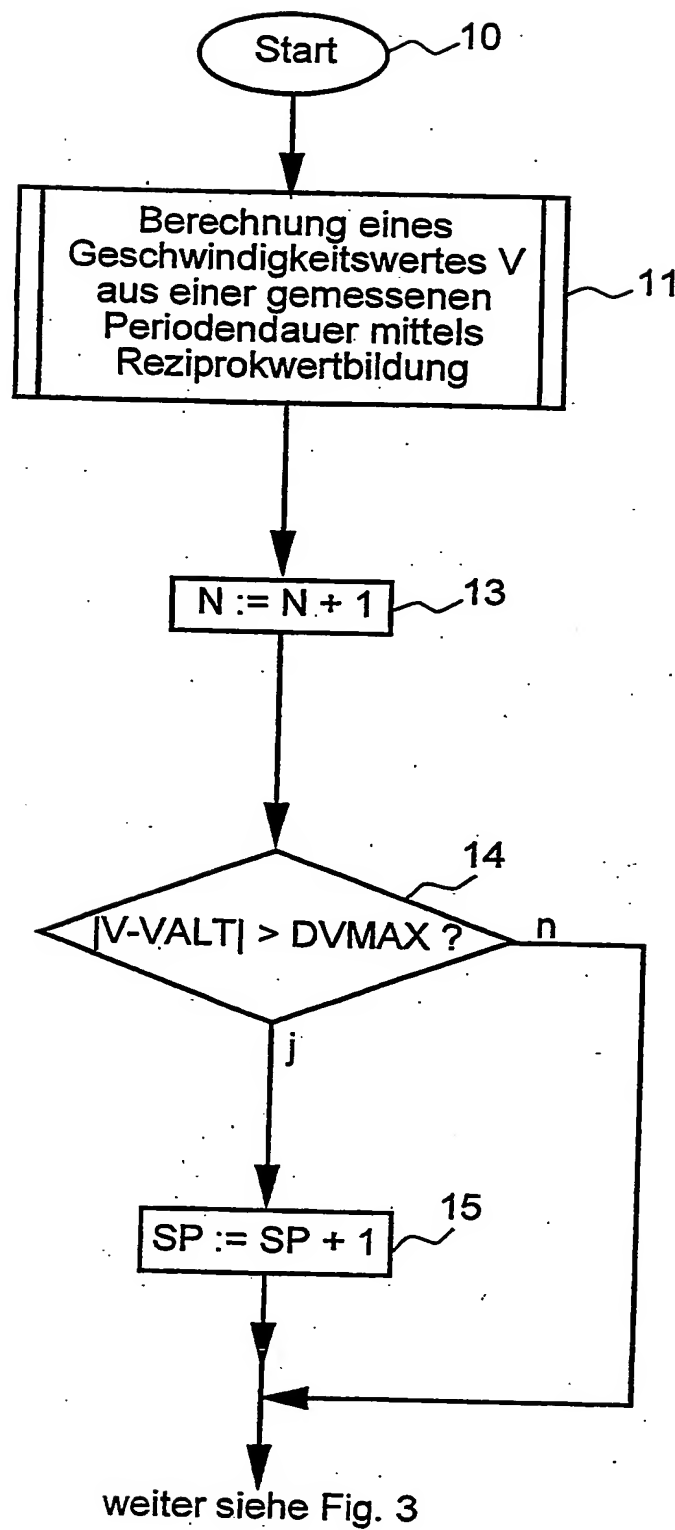 Start
10
Berechnung eines
Geschwindigkeitswertes V
aus einer gemessenen
Periodendauer mittels
Reziprokwertbildung
11
N := N + 1
13
14
|V-VALT| > DVMAX ?
n
j
15
SP := SP + 1
weiter siehe Fig. 3